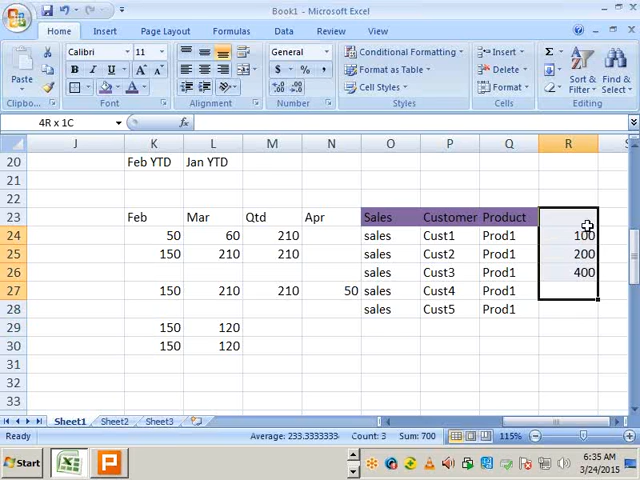 Book1 - Microsoft Excel
Home Insert Page Layout Formulas Data Review View
Paste
Calibri 11
B I U
General
$ % ,
Conditional Formatting
Format as Table
Cell Styles
Insert
Delete
Format
Σ
Sort & Filter
Find & Select
Clipboard... Font Alignment Number Styles Cells Editing
4R x 1C fx
J K L M N O P Q R S
20 Feb YTD Jan YTD
21
22
23 Feb Mar Qtd Apr Sales Customer Product
24 50 60 210 sales Cust1 Prod1 100
25 150 210 210 sales Cust2 Prod1 200
26 sales Cust3 Prod1 400
27 150 210 210 50 sales Cust4 Prod1
28 sales Cust5 Prod1
29 150 120
30 150 120
31
32
33
Sheet1 Sheet2 Sheet3
Ready Average: 233.3333333 Count: 3 Sum: 700 115%
Start 6:35 AM
3/24/2015